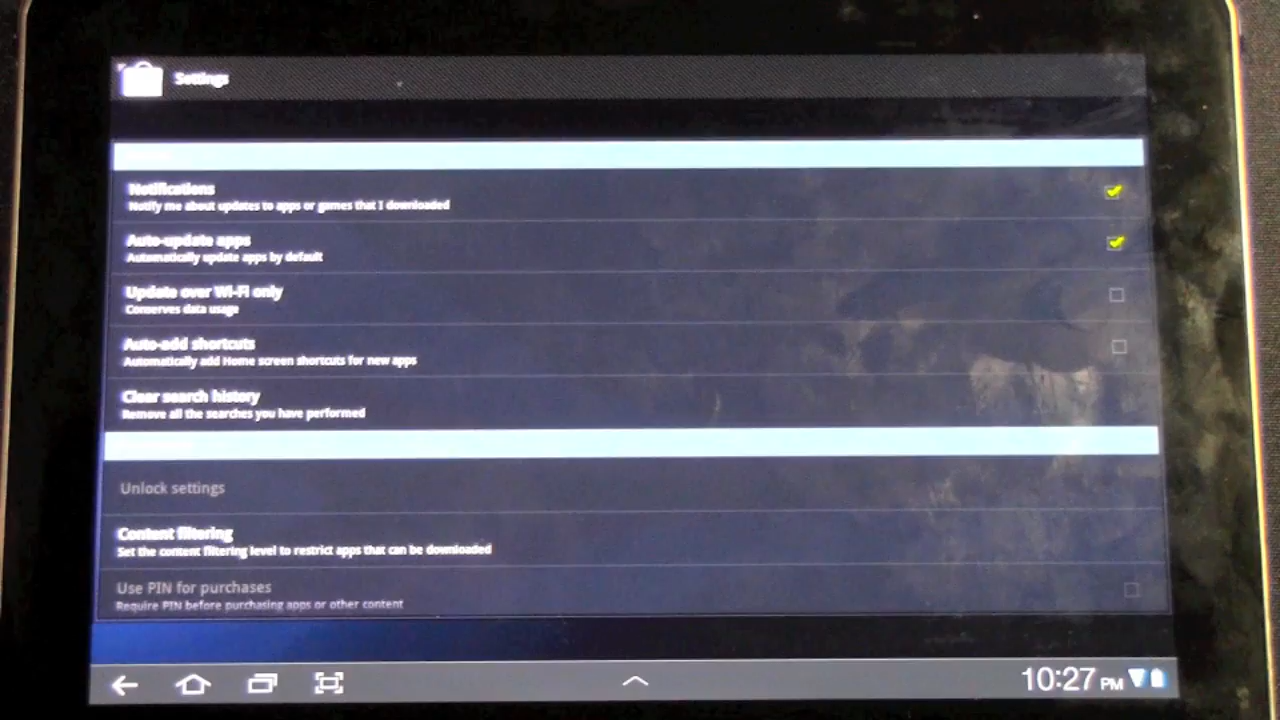 Settings
Notifications
Notify me about updates to apps or games that I downloaded
Auto-update apps
Automatically update apps by default
Update over Wi-Fi only
Conserves data usage
Auto-add shortcuts
Automatically add Home screen shortcuts for new apps
Clear search history
Remove all the searches you have performed
Unlock settings
Content filtering
Set the content filtering level to restrict apps that can be downloaded
Use PIN for purchases
Require PIN before purchasing apps or other content
10:27 PM